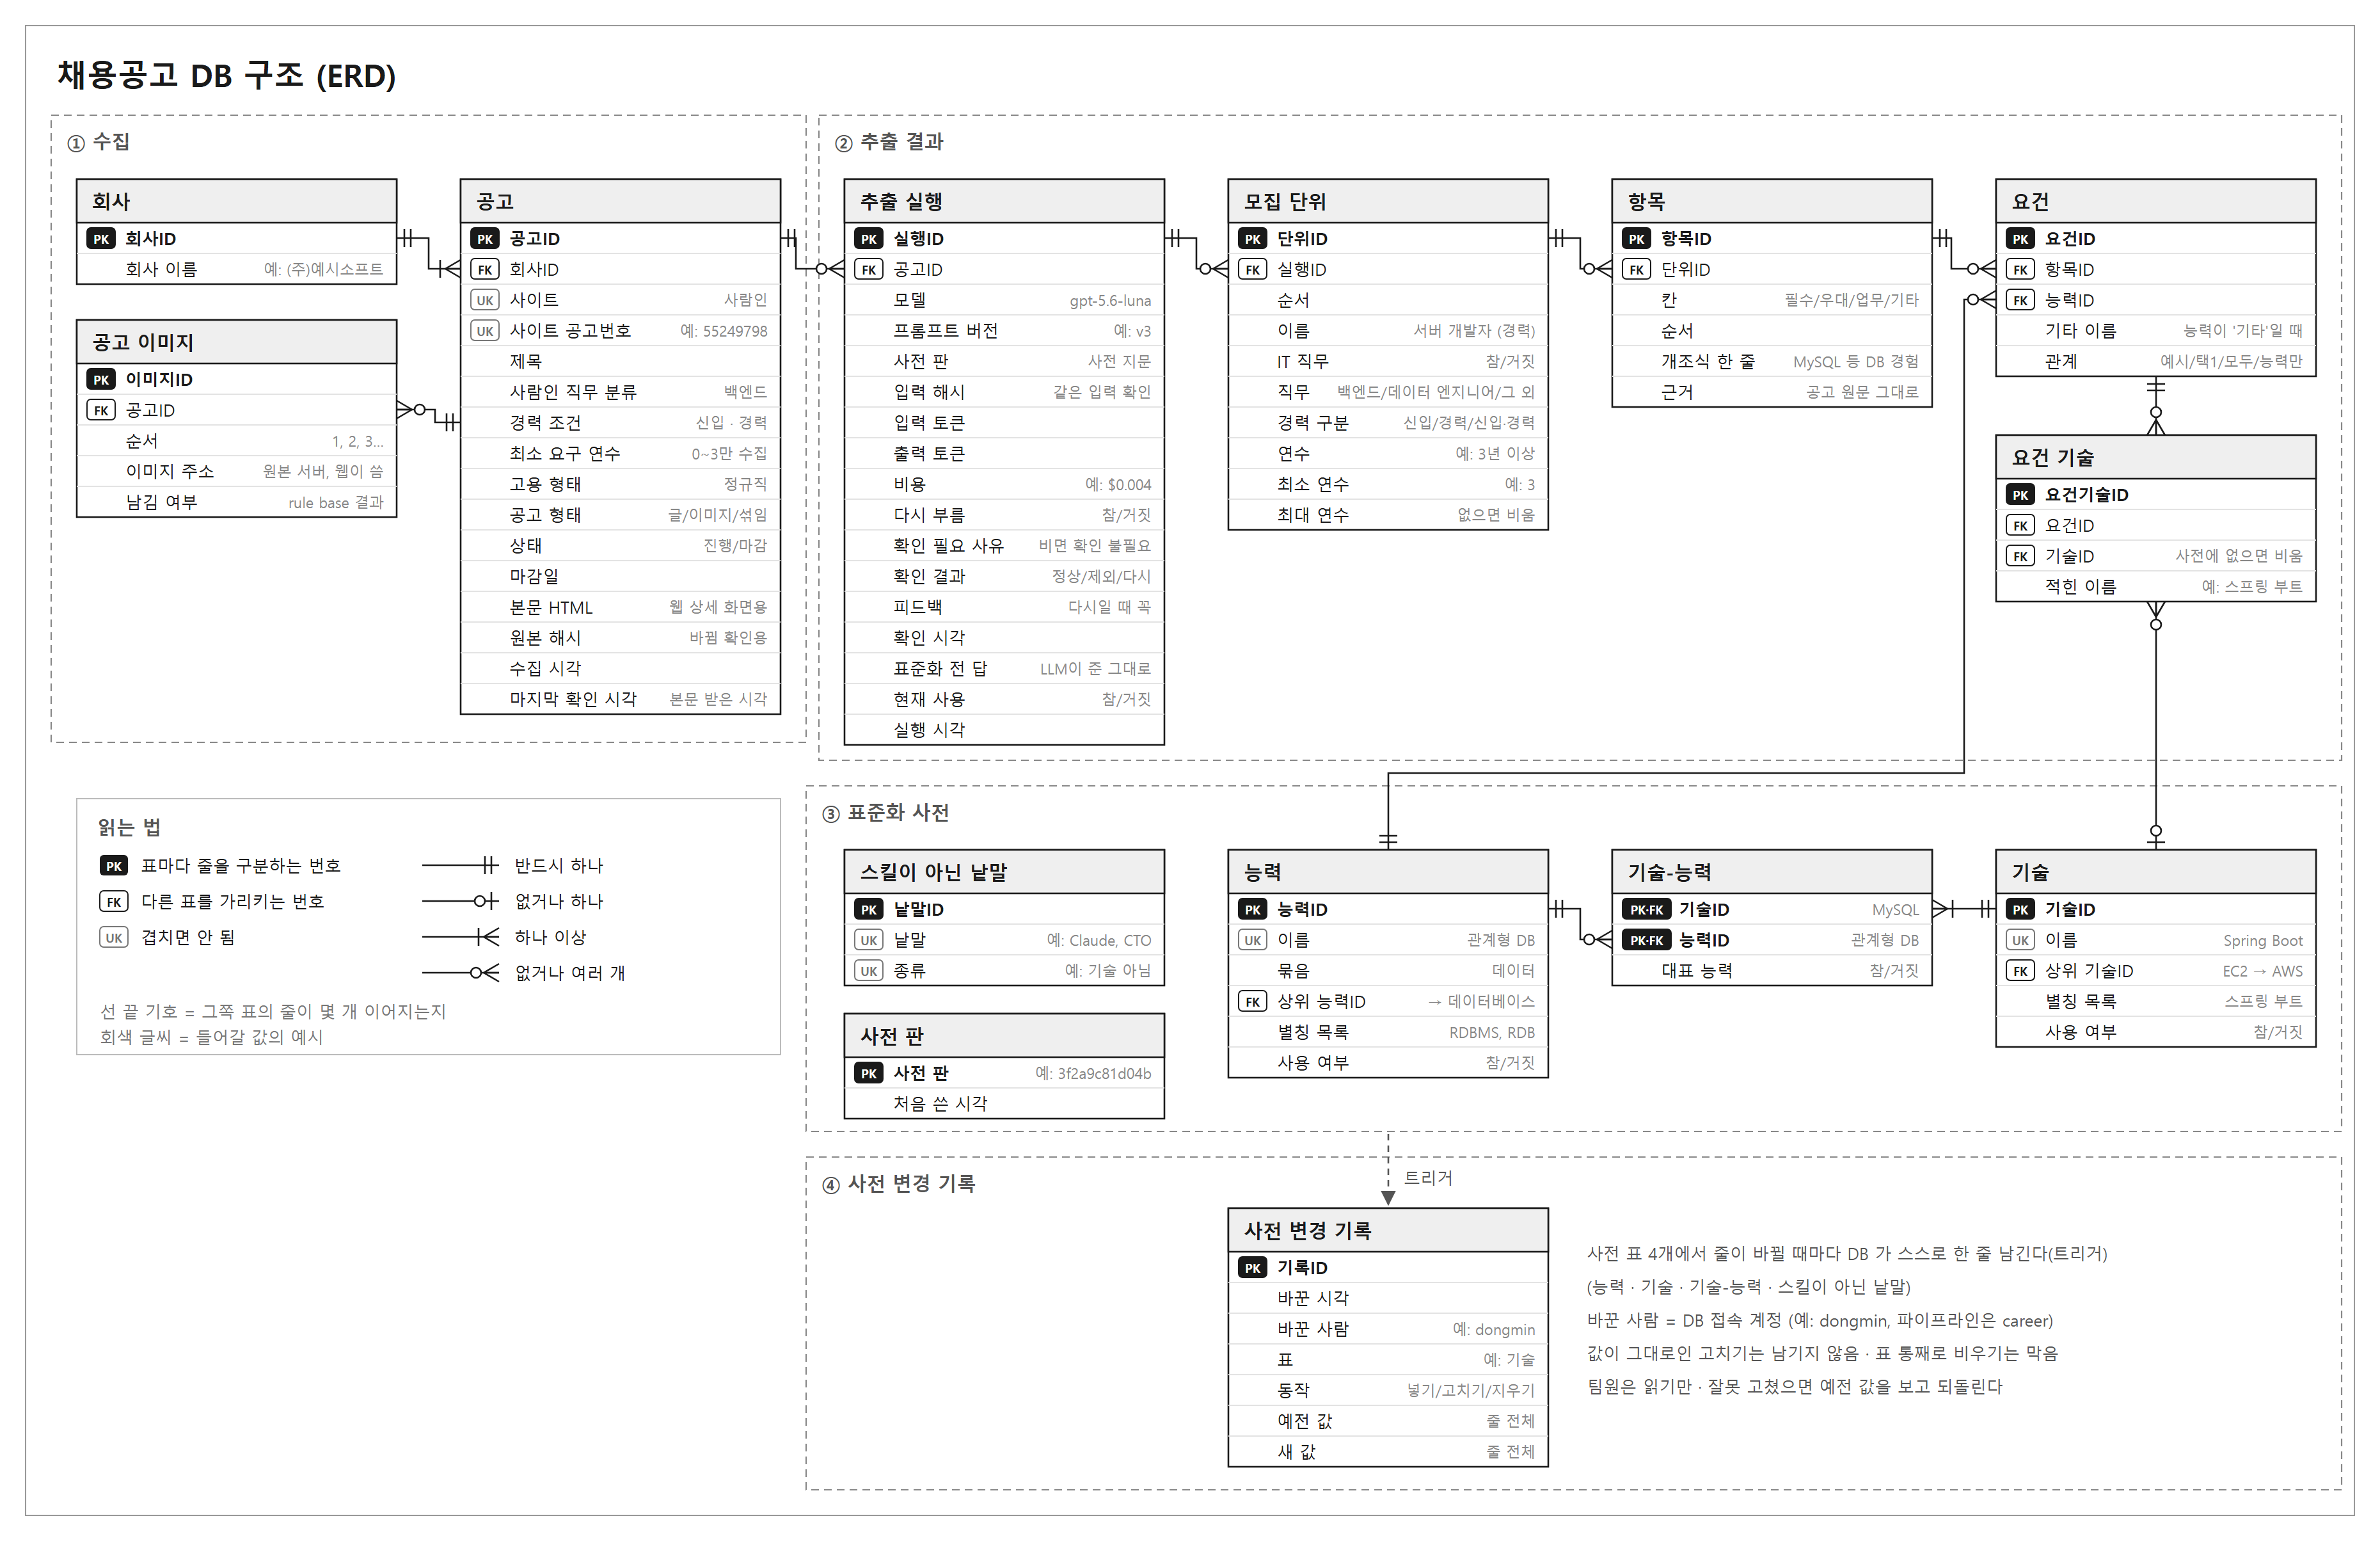 채용공고 DB 구조 (ERD)
① 수집
회사
PK 회사ID
회사 이름 예: (주)예시소프트
공고 이미지
PK 이미지ID
FK 공고ID
순서 1, 2, 3…
이미지 주소 원본 서버, 웹이 씀
남김 여부 rule base 결과
공고
PK 공고ID
FK 회사ID
UK 사이트 사람인
UK 사이트 공고번호 예: 55249798
제목
사람인 직무 분류 백엔드
경력 조건 신입 · 경력
최소 요구 연수 0~3만 수집
고용 형태 정규직
공고 형태 글/이미지/섞임
상태 진행/마감
마감일
본문 HTML 웹 상세 화면용
원본 해시 바뀜 확인용
수집 시각
마지막 확인 시각 본문 받은 시각
② 추출 결과
추출 실행
PK 실행ID
FK 공고ID
모델 gpt-5.6-luna
프롬프트 버전 예: v3
사전 판 사전 지문
입력 해시 같은 입력 확인
입력 토큰
출력 토큰
비용 예: $0.004
다시 부름 참/거짓
확인 필요 사유 비면 확인 불필요
확인 결과 정상/제외/다시
피드백 다시일 때 꼭
확인 시각
표준화 전 답 LLM이 준 그대로
현재 사용 참/거짓
실행 시각
모집 단위
PK 단위ID
FK 실행ID
순서
이름 서버 개발자 (경력)
IT 직무 참/거짓
직무 백엔드/데이터 엔지니어/그 외
경력 구분 신입/경력/신입·경력
연수 예: 3년 이상
최소 연수 예: 3
최대 연수 없으면 비움
항목
PK 항목ID
FK 단위ID
칸 필수/우대/업무/기타
순서
개조식 한 줄 MySQL 등 DB 경험
근거 공고 원문 그대로
요건
PK 요건ID
FK 항목ID
FK 능력ID
기타 이름 능력이 '기타'일 때
관계 예시/택1/모두/능력만
요건 기술
PK 요건기술ID
FK 요건ID
FK 기술ID 사전에 없으면 비움
적힌 이름 예: 스프링 부트
읽는 법
PK 표마다 줄을 구분하는 번호
FK 다른 표를 가리키는 번호
UK 겹치면 안 됨
반드시 하나
없거나 하나
하나 이상
없거나 여러 개
선 끝 기호 = 그쪽 표의 줄이 몇 개 이어지는지
회색 글씨 = 들어갈 값의 예시
③ 표준화 사전
스킬이 아닌 낱말
PK 낱말ID
UK 낱말 예: Claude, CTO
UK 종류 예: 기술 아님
사전 판
PK 사전 판 예: 3f2a9c81d04b
처음 쓴 시각
능력
PK 능력ID
UK 이름 관계형 DB
묶음 데이터
FK 상위 능력ID → 데이터베이스
별칭 목록 RDBMS, RDB
사용 여부 참/거짓
기술-능력
PK·FK 기술ID MySQL
PK·FK 능력ID 관계형 DB
대표 능력 참/거짓
기술
PK 기술ID
UK 이름 Spring Boot
FK 상위 기술ID EC2 → AWS
별칭 목록 스프링 부트
사용 여부 참/거짓
④ 사전 변경 기록
트리거
사전 변경 기록
PK 기록ID
바꾼 시각
바꾼 사람 예: dongmin
표 예: 기술
동작 넣기/고치기/지우기
예전 값 줄 전체
새 값 줄 전체
사전 표 4개에서 줄이 바뀔 때마다 DB 가 스스로 한 줄 남긴다(트리거)
(능력 · 기술 · 기술-능력 · 스킬이 아닌 낱말)
바꾼 사람 = DB 접속 계정 (예: dongmin, 파이프라인은 career)
값이 그대로인 고치기는 남기지 않음 · 표 통째로 비우기는 막음
팀원은 읽기만 · 잘못 고쳤으면 예전 값을 보고 되돌린다